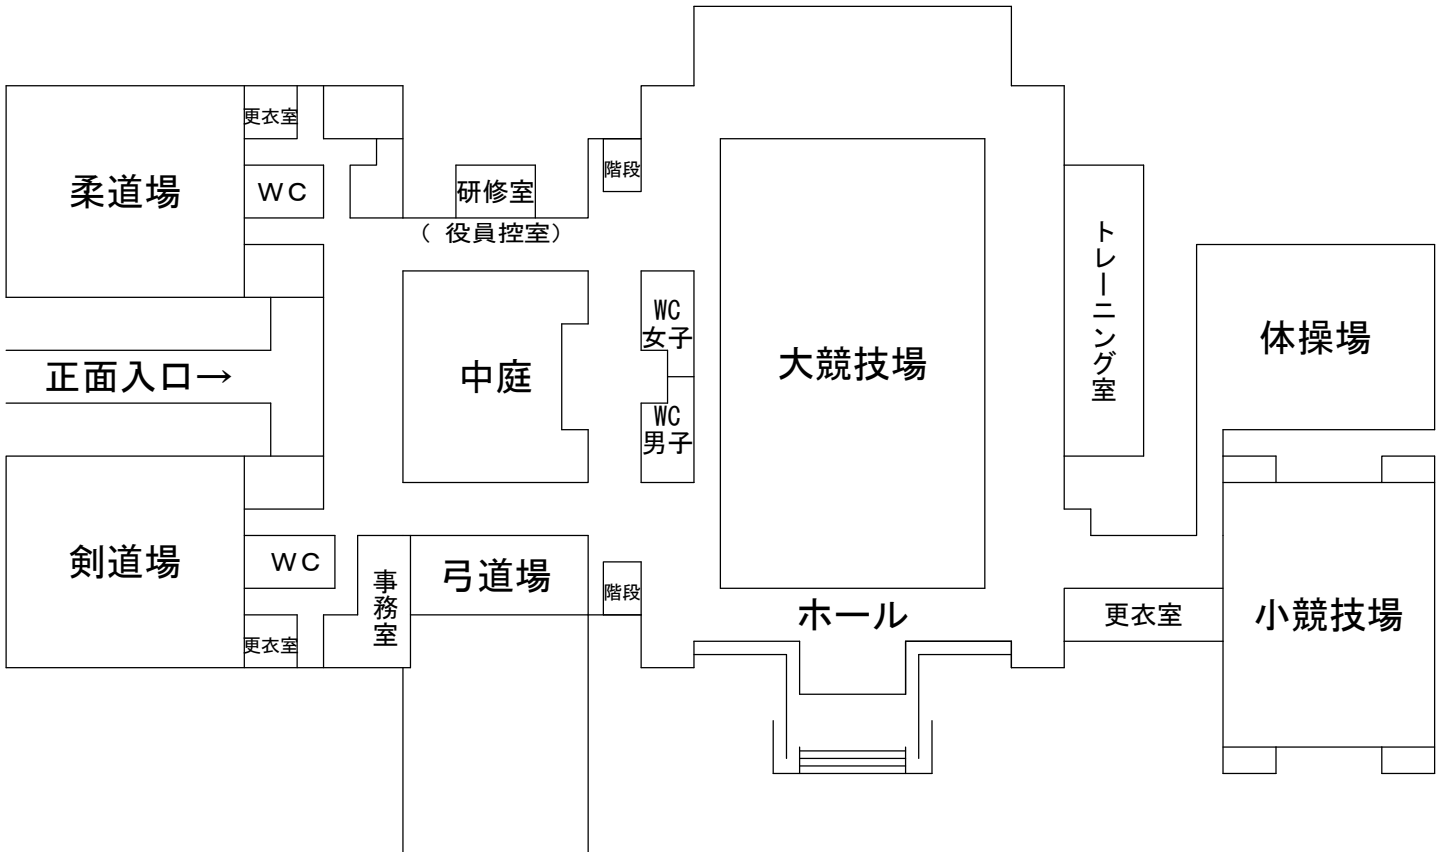 更衣室
柔道場
WC
階段
研修室
( 役員控室)
トレーニング室
WC
女子
体操場
正面入口→
中庭
大競技場
WC
男子
剣道場
WC
事務室
弓道場
階段
ホール
更衣室
小競技場
更衣室